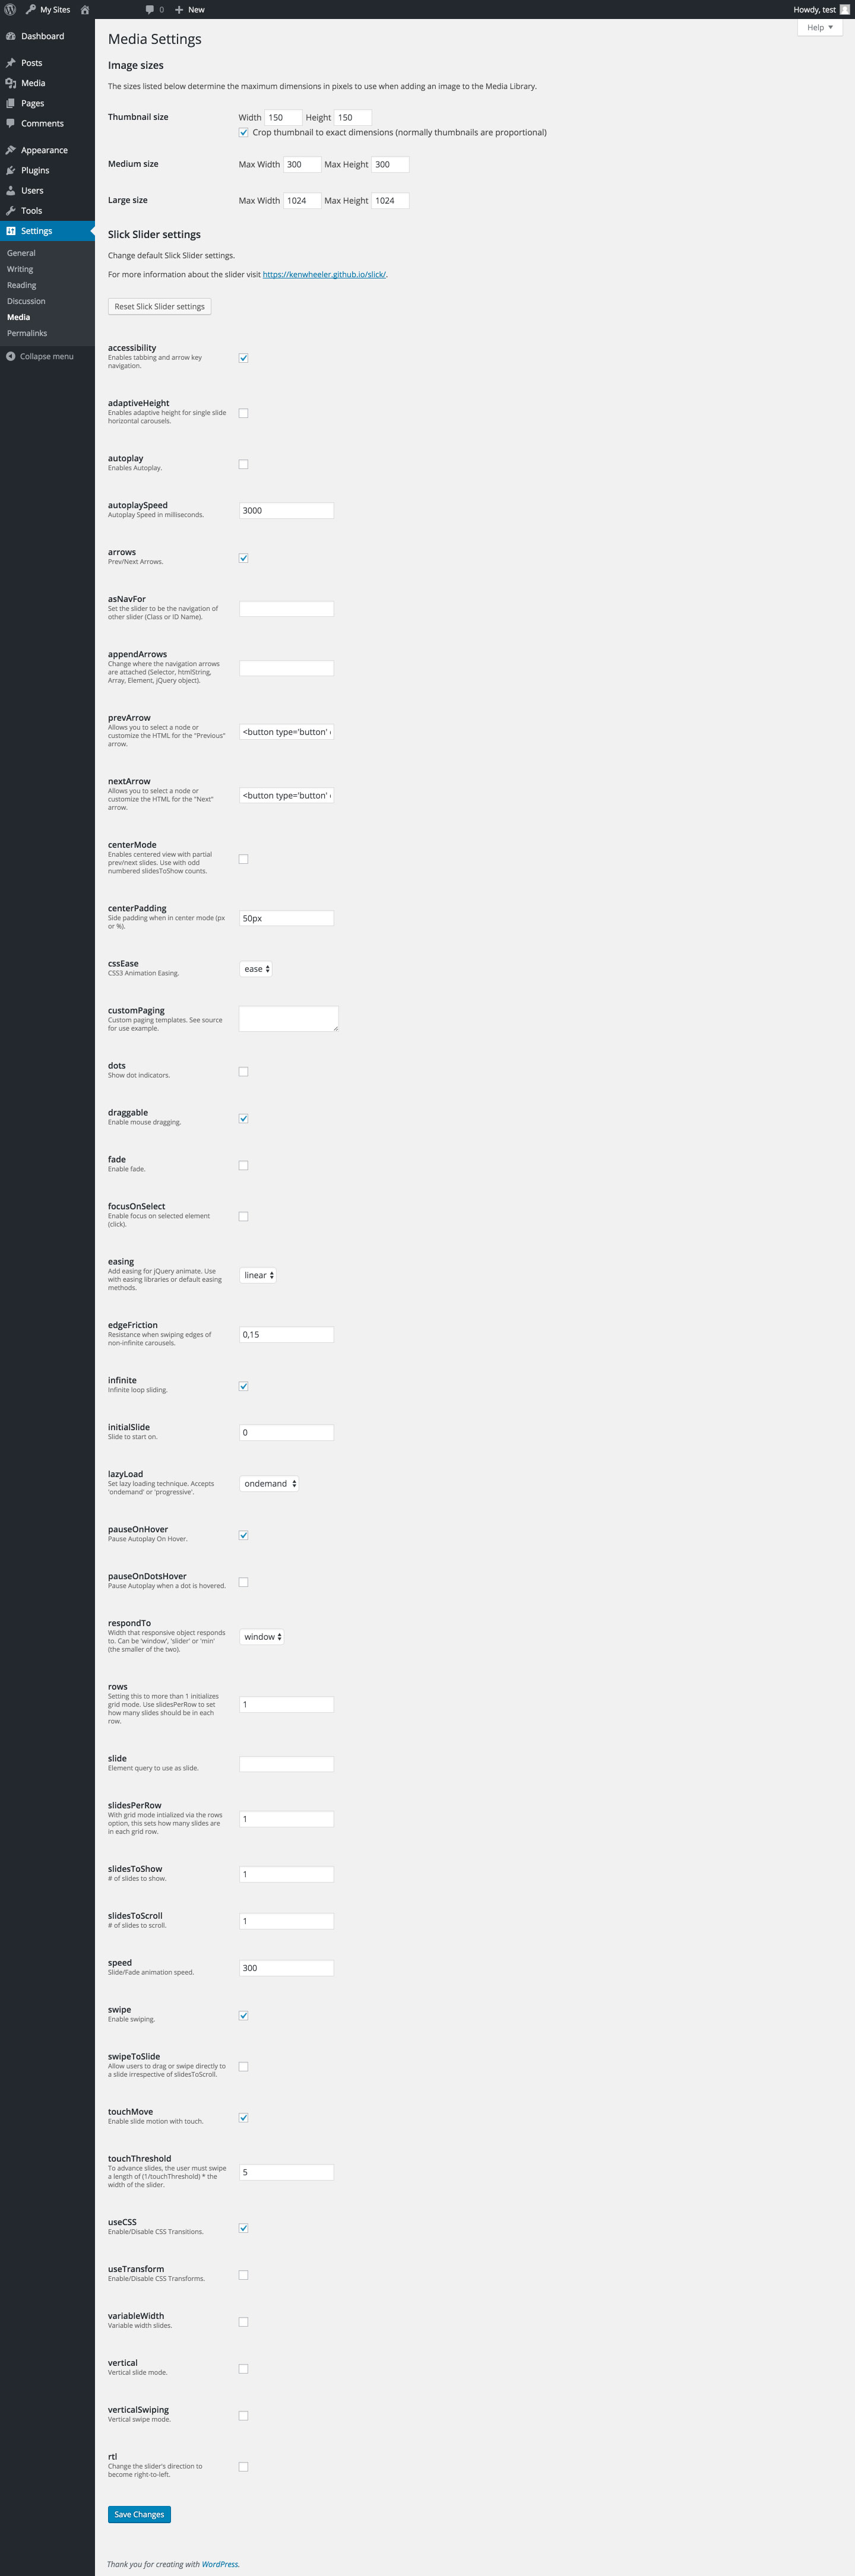 My Sites 0 New Howdy, test
Help
Dashboard
Posts
Media
Pages
Comments
Appearance
Plugins
Users
Tools
Settings
General
Writing
Reading
Discussion
Media
Permalinks
Collapse menu
Media Settings
Image sizes
The sizes listed below determine the maximum dimensions in pixels to use when adding an image to the Media Library.
Thumbnail size Width 150 Height 150
Crop thumbnail to exact dimensions (normally thumbnails are proportional)
Medium size Max Width 300 Max Height 300
Large size Max Width 1024 Max Height 1024
Slick Slider settings
Change default Slick Slider settings.
For more information about the slider visit https://kenwheeler.github.io/slick/.
Reset Slick Slider settings
accessibility
Enables tabbing and arrow key
navigation.
adaptiveHeight
Enables adaptive height for single slide
horizontal carousels.
autoplay
Enables Autoplay.
autoplaySpeed
Autoplay Speed in milliseconds.
3000
arrows
Prev/Next Arrows.
asNavFor
Set the slider to be the navigation of
other slider (Class or ID Name).
appendArrows
Change where the navigation arrows
are attached (Selector, htmlString,
Array, Element, jQuery object).
prevArrow
Allows you to select a node or
customize the HTML for the "Previous"
arrow.
<button type='button'
nextArrow
Allows you to select a node or
customize the HTML for the "Next"
arrow.
<button type='button'
centerMode
Enables centered view with partial
prev/next slides. Use with odd
numbered slidesToShow counts.
centerPadding
Side padding when in center mode (px
or %).
50px
cssEase
CSS3 Animation Easing.
ease
customPaging
Custom paging templates. See source
for use example.
dots
Show dot indicators.
draggable
Enable mouse dragging.
fade
Enable fade.
focusOnSelect
Enable focus on selected element
(click).
easing
Add easing for jQuery animate. Use
with easing libraries or default easing
methods.
linear
edgeFriction
Resistance when swiping edges of
non-infinite carousels.
0,15
infinite
Infinite loop sliding.
initialSlide
Slide to start on.
0
lazyLoad
Set lazy loading technique. Accepts
'ondemand' or 'progressive'.
ondemand
pauseOnHover
Pause Autoplay On Hover.
pauseOnDotsHover
Pause Autoplay when a dot is hovered.
respondTo
Width that responsive object responds
to. Can be 'window', 'slider' or 'min'
(the smaller of the two).
window
rows
Setting this to more than 1 initializes
grid mode. Use slidesPerRow to set
how many slides should be in each
row.
1
slide
Element query to use as slide.
slidesPerRow
With grid mode intialized via the rows
option, this sets how many slides are
in each grid row.
1
slidesToShow
# of slides to show.
1
slidesToScroll
# of slides to scroll.
1
speed
Slide/Fade animation speed.
300
swipe
Enable swiping.
swipeToSlide
Allow users to drag or swipe directly to
a slide irrespective of slidesToScroll.
touchMove
Enable slide motion with touch.
touchThreshold
To advance slides, the user must swipe
a length of (1/touchThreshold) * the
width of the slider.
5
useCSS
Enable/Disable CSS Transitions.
useTransform
Enable/Disable CSS Transforms.
variableWidth
Variable width slides.
vertical
Vertical slide mode.
verticalSwiping
Vertical swipe mode.
rtl
Change the slider's direction to
become right-to-left.
Save Changes
Thank you for creating with WordPress.